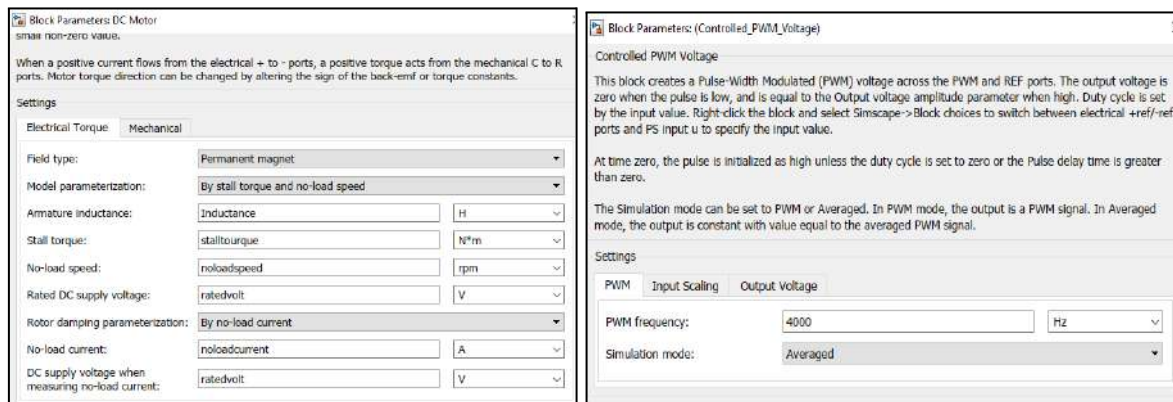 Block Parameters: DC Motor
small non-zero value.
When a positive current flows from the electrical + to - ports, a positive torque acts from the mechanical C to R
ports. Motor torque direction can be changed by altering the sign of the back-emf or torque constants.
Settings
Electrical Torque Mechanical
Field type: Permanent magnet
Model parameterization: By stall torque and no-load speed
Armature inductance: Inductance H
Stall torque: stalltourque N*m
No-load speed: noloadspeed rpm
Rated DC supply voltage: ratedvolt V
Rotor damping parameterization: By no-load current
No-load current: noloadcurrent A
DC supply voltage when
measuring no-load current: ratedvolt V
Block Parameters: (Controlled_PWM_Voltage)
Controlled PWM Voltage
This block creates a Pulse-Width Modulated (PWM) voltage across the PWM and REF ports. The output voltage is
zero when the pulse is low, and is equal to the Output voltage amplitude parameter when high. Duty cycle is set
by the input value. Right-click the block and select Simscape->Block choices to switch between electrical +ref/-ref
ports and PS input u to specify the input value.
At time zero, the pulse is initialized as high unless the duty cycle is set to zero or the Pulse delay time is greater
than zero.
The Simulation mode can be set to PWM or Averaged. In PWM mode, the output is a PWM signal. In Averaged
mode, the output is constant with value equal to the averaged PWM signal.
Settings
PWM Input Scaling Output Voltage
PWM frequency: 4000 Hz
Simulation mode: Averaged